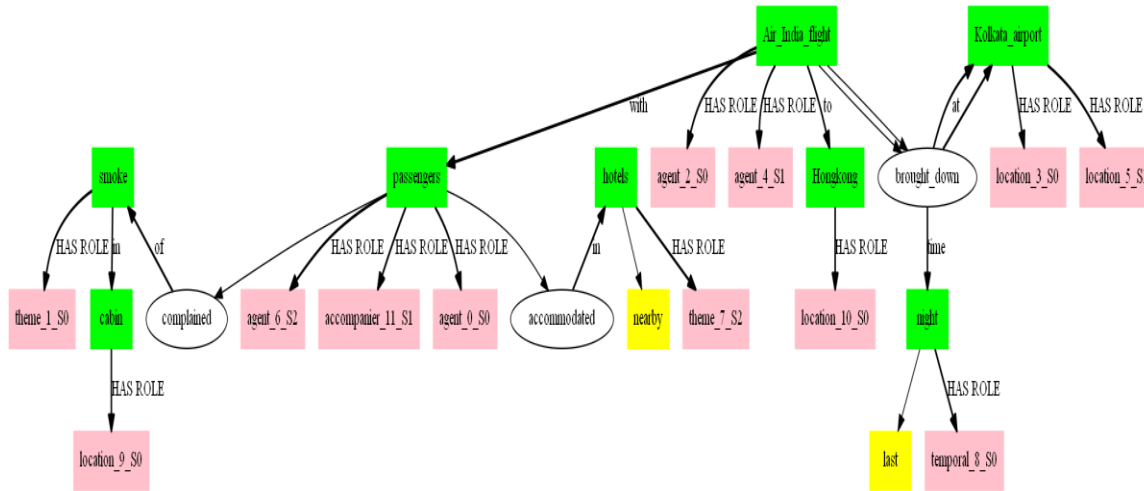 Air_India_flight
Kolkata_airport
with
HAS ROLE
HAS ROLE
to
at
HAS ROLE
HAS ROLE
smoke
passengers
hotels
agent_2_S0
agent_4_S1
Hongkong
brought_down
location_3_S0
HAS ROLE
in
of
HAS ROLE
HAS ROLE
HAS ROLE
in
HAS ROLE
HAS ROLE
time
theme_1_S0
cabin
complained
agent_6_S2
accompanier_11_S1
agent_0_S0
accommodated
nearby
theme_7_S2
location_10_S0
night
HAS ROLE
HAS ROLE
location_9_S0
last
temporal_8_S0